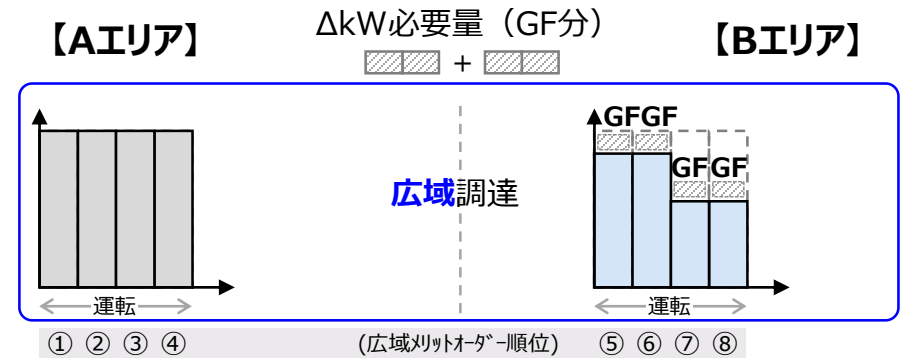 【Aエリア】
ΔkW必要量（GF分）
+
【Bエリア】
GF GF
GF GF
広域調達
運転
運転
① ② ③ ④
(広域ﾒﾘｯﾄｵｰﾀﾞｰ順位)
⑤ ⑥ ⑦ ⑧